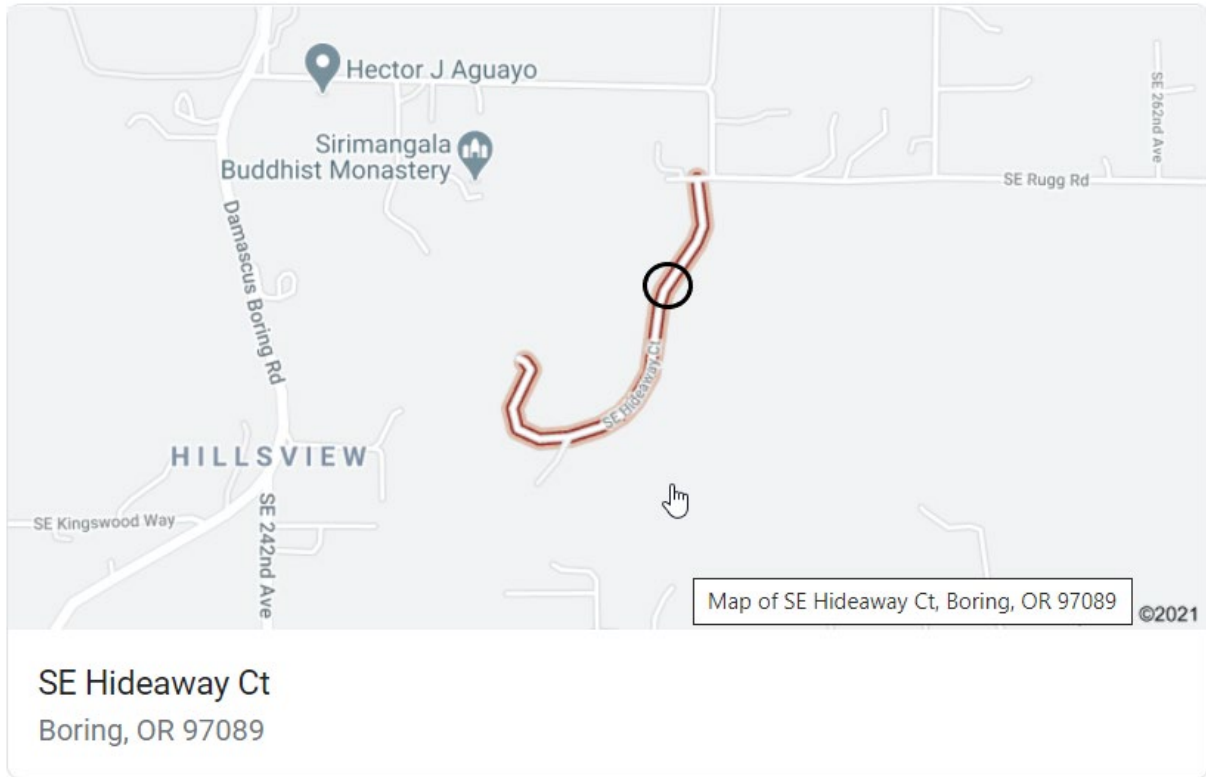 Hector J Aguayo
Sirimangala
Buddhist Monastery
SE 262nd Ave
SE Rugg Rd
Damascus Boring Rd
SE Hideaway Ct
HILLSVIEW
SE Kingswood Way
SE 242nd Ave
Map of SE Hideaway Ct, Boring, OR 97089
©2021
SE Hideaway Ct
Boring, OR 97089